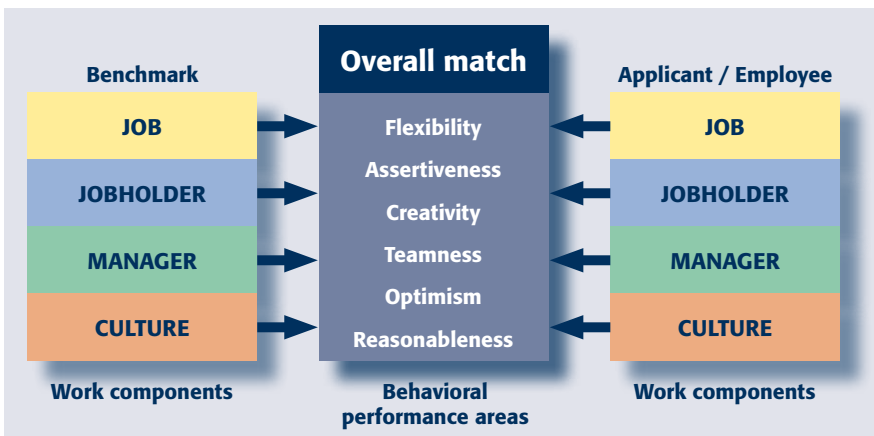 Benchmark
JOB
JOBHOLDER
MANAGER
CULTURE
Work components
Overall match
Flexibility
Assertiveness
Creativity
Teamness
Optimism
Reasonableness
Behavioral
performance areas
Applicant / Employee
JOB
JOBHOLDER
MANAGER
CULTURE
Work components